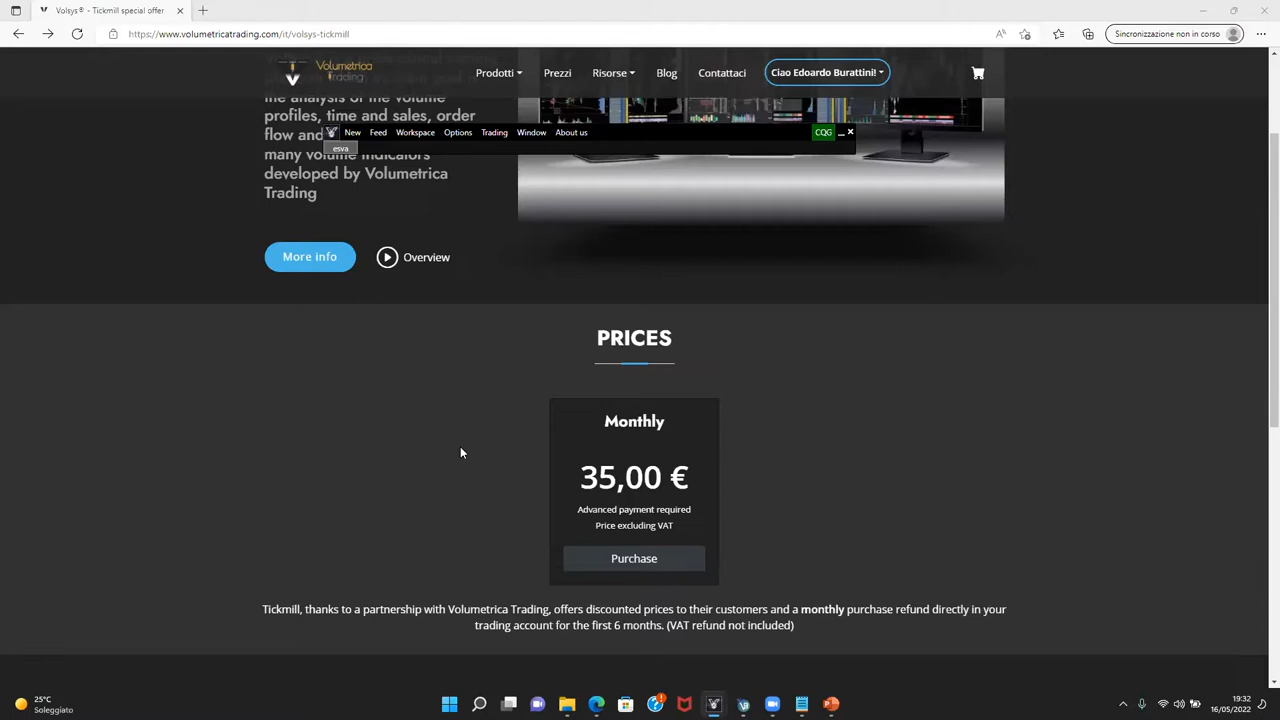 Volsys® - Tickmill special offer
https://www.volumetricatrading.com/it/volsys-tickmill
Sincronizzazione non in corso
Volumetrica
Trading
Prodotti
Prezzi
Risorse
Blog
Contattaci
Ciao Edoardo Burattini!
the analysis of the volume
profiles, time and sales, order
flow and
many volume indicators
developed by Volumetrica
Trading
New Feed Workspace Options Trading Window About us
CQG
esva
More info
Overview
PRICES
Monthly
35,00 €
Advanced payment required
Price excluding VAT
Purchase
Tickmill, thanks to a partnership with Volumetrica Trading, offers discounted prices to their customers and a monthly purchase refund directly in your
trading account for the first 6 months. (VAT refund not included)
25°C
Soleggiato
19:32
16/05/2022